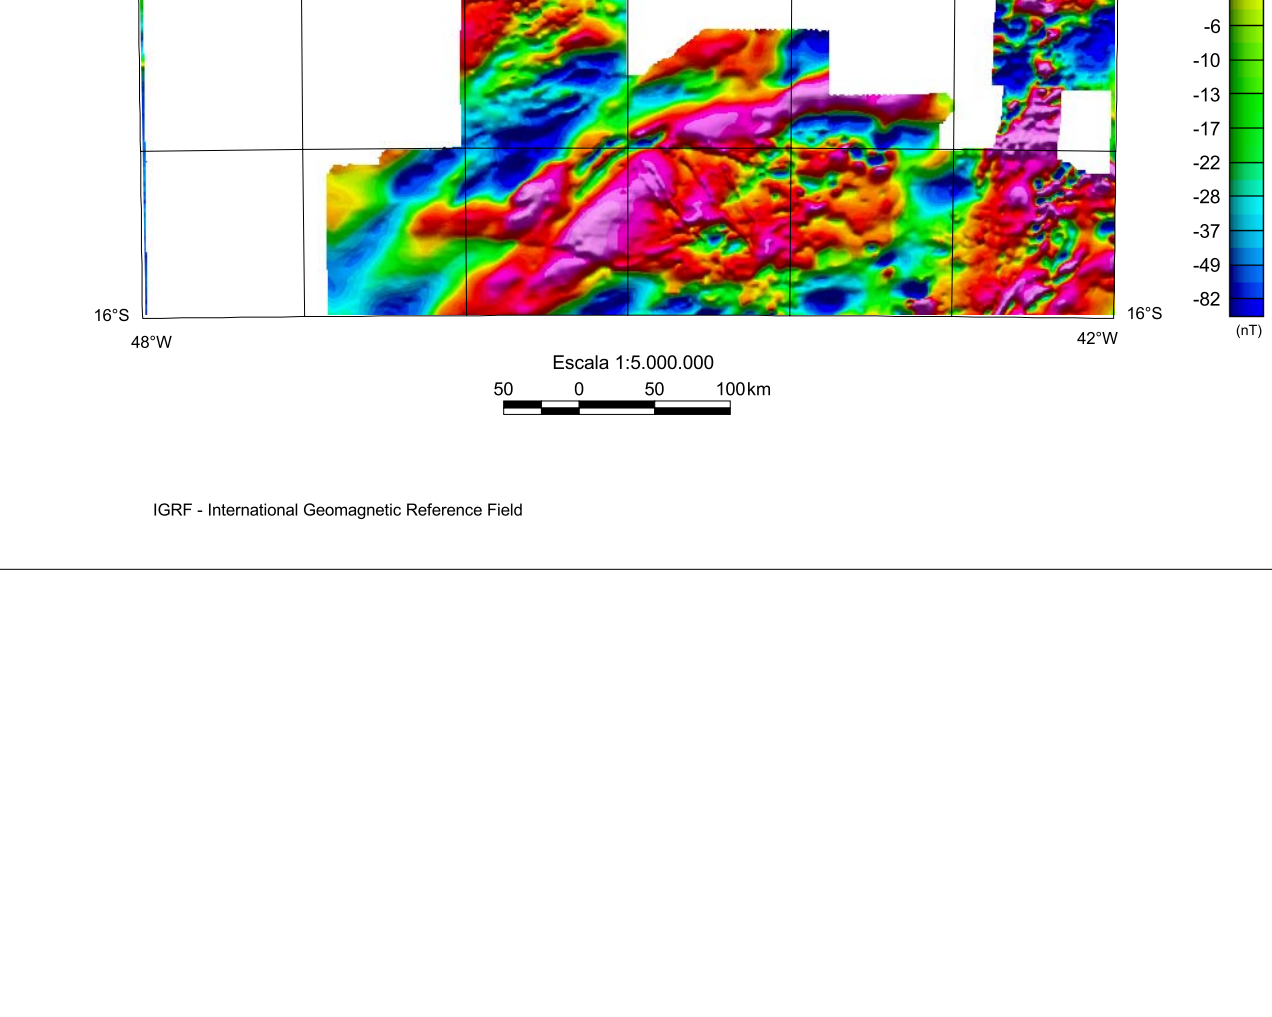 -6
-10
-13
-17
-22
-28
-37
-49
-82
(nT)
16°S
16°S
48°W
42°W
Escala 1:5.000.000
50 0 50 100km
IGRF - International Geomagnetic Reference Field